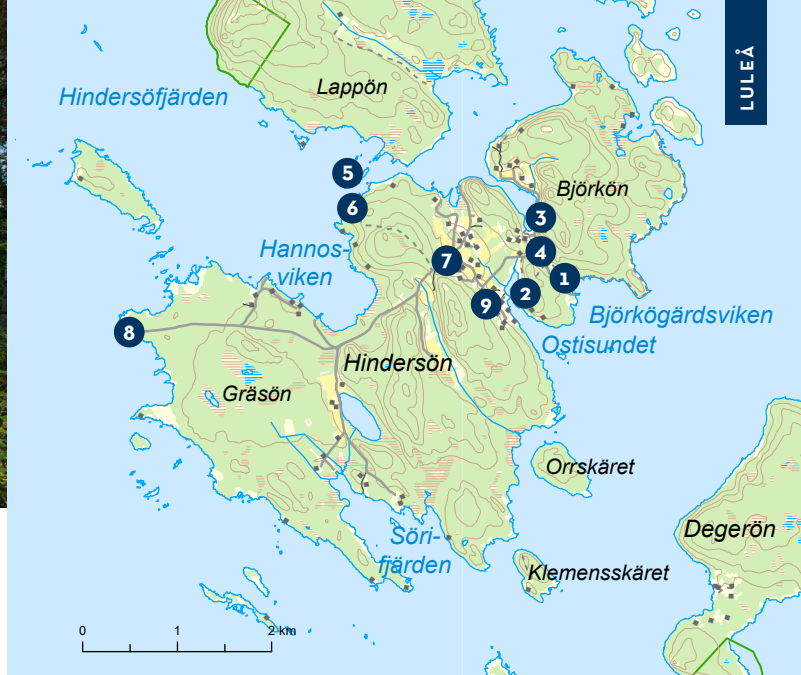 LULEÅ
Lappön
Hindersöfjärden
5
Björkön
6
3
Hannos-
viken
4
7
1
2
9
Björkögärdsviken
8
Ostisundet
Hindersön
Gräsön
Orrskäret
Degerön
Söri-
fjärden
Klemensskäret
0 1 2 km